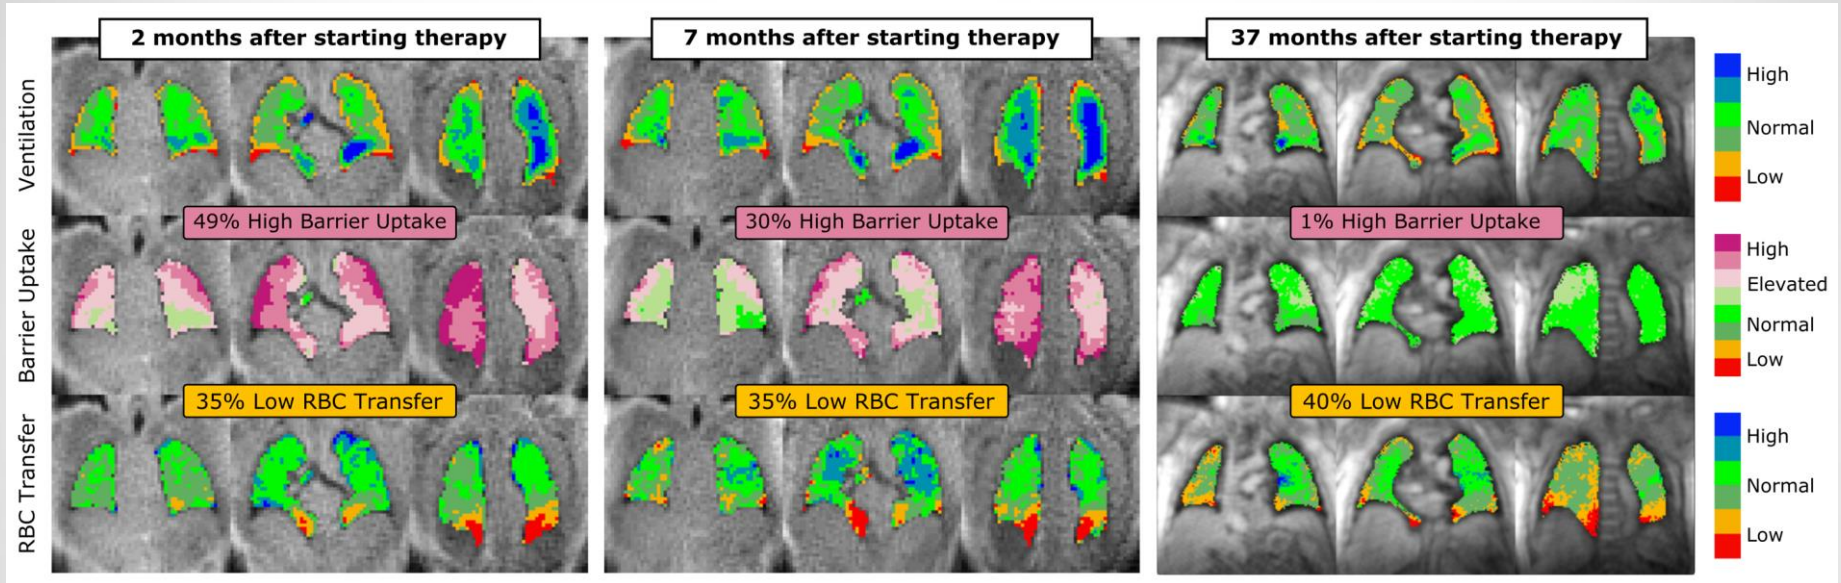 2 months after starting therapy
7 months after starting therapy
37 months after starting therapy
Ventilation
High
Normal
Low
49% High Barrier Uptake
30% High Barrier Uptake
1% High Barrier Uptake
Barrier Uptake
High
Elevated
Normal
Low
35% Low RBC Transfer
35% Low RBC Transfer
40% Low RBC Transfer
RBC Transfer
High
Normal
Low